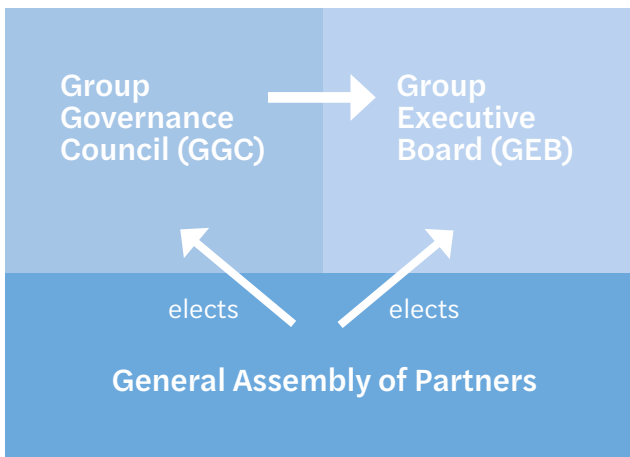 Group
Governance
Council (GGC)
Group
Executive
Board (GEB)
elects
elects
General Assembly of Partners